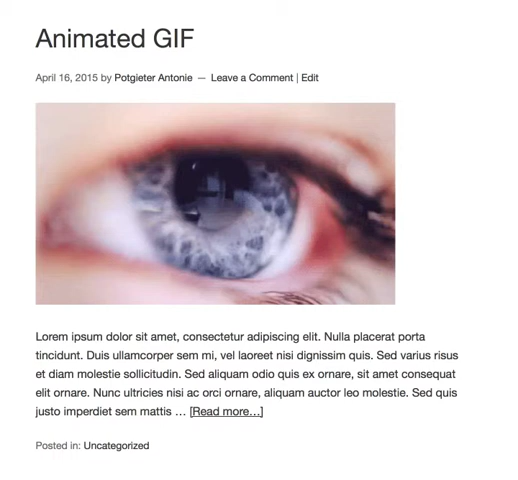 Animated GIF
April 16, 2015 by Potgieter Antonie — Leave a Comment | Edit
Lorem ipsum dolor sit amet, consectetur adipiscing elit. Nulla placerat porta
tincidunt. Duis ullamcorper sem mi, vel laoreet nisi dignissim quis. Sed varius risus
et diam molestie sollicitudin. Sed aliquam odio quis ex ornare, sit amet consequat
elit ornare. Nunc ultricies nisi ac orci ornare, aliquam auctor leo molestie. Sed quis
justo imperdiet sem mattis … [Read more...]
Posted in: Uncategorized